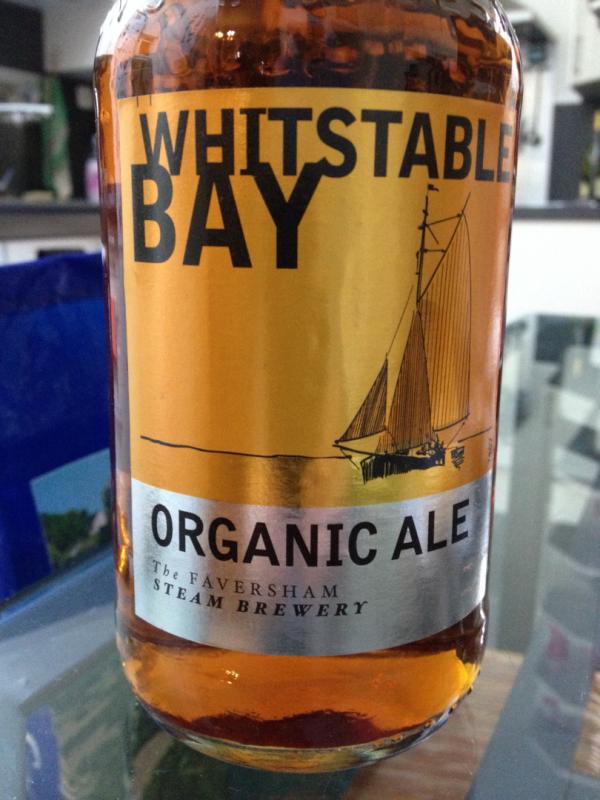 WHITSTABLE
BAY
ORGANIC ALE
The FAVERSHAM
STEAM BREWERY